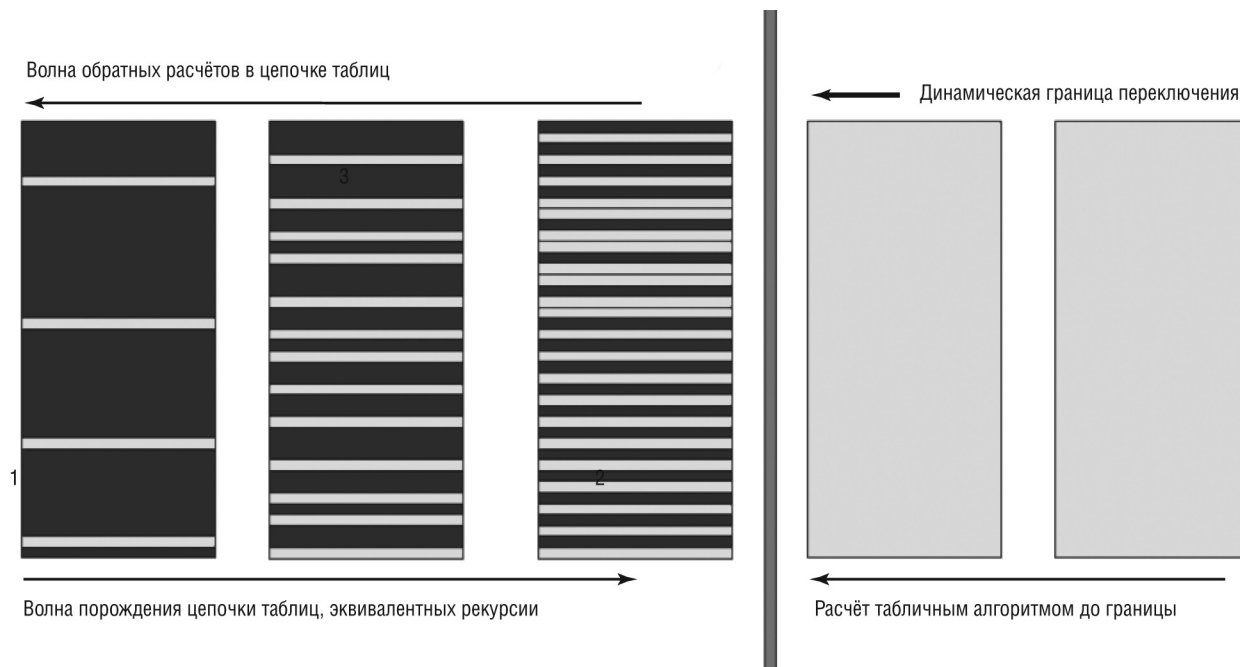 Волна обратных расчётов в цепочке таблиц
Динамическая граница переключения
3
1
2
Волна порождения цепочки таблиц, эквивалентных рекурсии
Расчёт табличным алгоритмом до границы